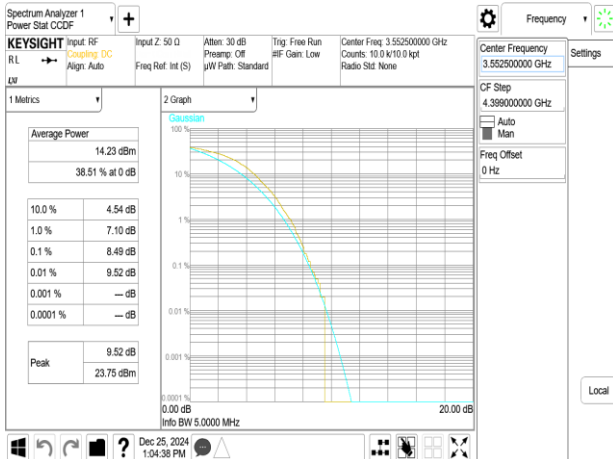 Spectrum Analyzer 1
Power Stat CCDF
Frequency
KEYSIGHT
RL
Input: RF
Coupling: DC
Align: Auto
Input Z: 50 Ω
Freq Ref: Int (S)
Atten: 30 dB
Preamp: Off
µW Path: Standard
Trig: Free Run
#IF Gain: Low
Center Freq: 3.552500000 GHz
Counts: 10.0 k/10.0 kpt
Radio Std: None
Center Frequency
3.552500000 GHz
Settings
CF Step
4.399000000 GHz
Auto
Man
Freq Offset
0 Hz
1 Metrics
Average Power
14.23 dBm
38.51 % at 0 dB
10.0 % 4.54 dB
1.0 % 7.10 dB
0.1 % 8.49 dB
0.01 % 9.52 dB
0.001 % --- dB
0.0001 % --- dB
Peak
9.52 dB
23.75 dBm
2 Graph
Gaussian
100 %
10 %
1 %
0.1 %
0.01 %
0.001 %
0.0001 %
0.00 dB 20.00 dB
Info BW 5.0000 MHz
Local
?
Dec 25, 2024
1:04:38 PM